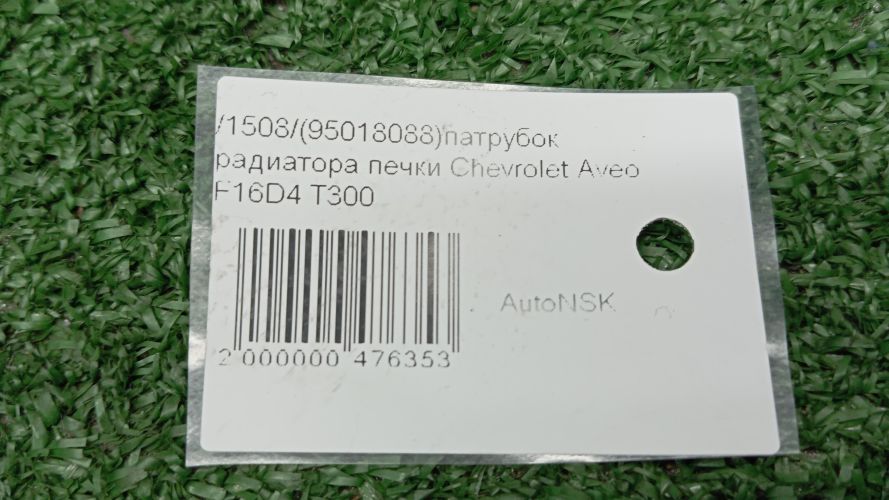 /1508/(95018088)патрубок
радиатора печки Chevrolet Aveo
F16D4 T300
AutoNSK
2 000000 476353